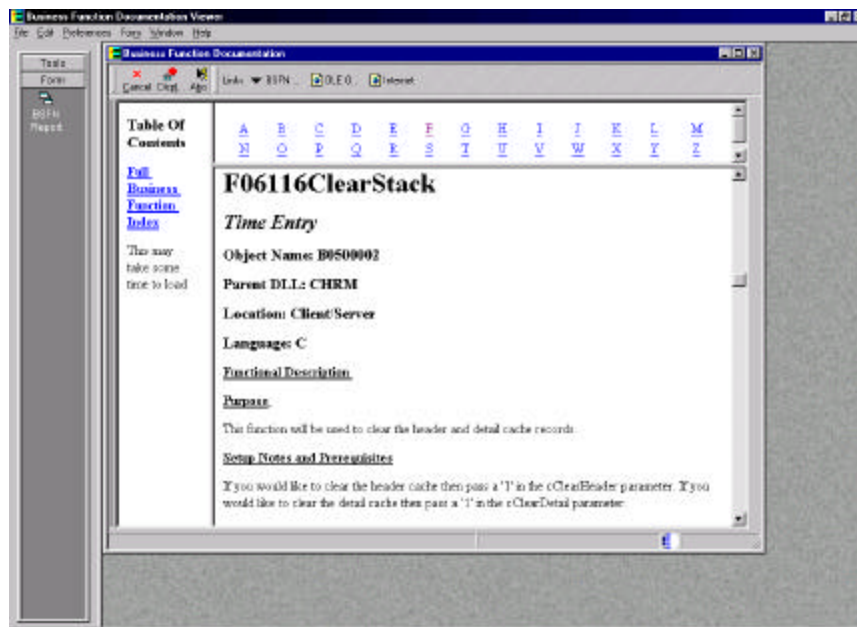 Business Function Documentation Viewer
File Edit Preferences Form Window Help
Tools
Form
BSFN
Report
Business Function Documentation
Cancel Displ.. Abo
Links BSFN ... OLE O.. Internet
Table Of
Contents
Full
Business
Function
Index
This may
take some
time to load
A B C D E F G H I J K L M
N O P Q R S T U V W X Y Z
F06116ClearStack
Time Entry
Object Name: B0500002
Parent DLL: CHRM
Location: Client/Server
Language: C
Functional Description
Purpose
This function will be used to clear the header and detail cache records.
Setup Notes and Prerequisites
If you would like to clear the header cache then pass a '1' in the cClearHeader parameter. If you
would like to clear the detail cache then pass a '1' in the cClearDetail parameter.